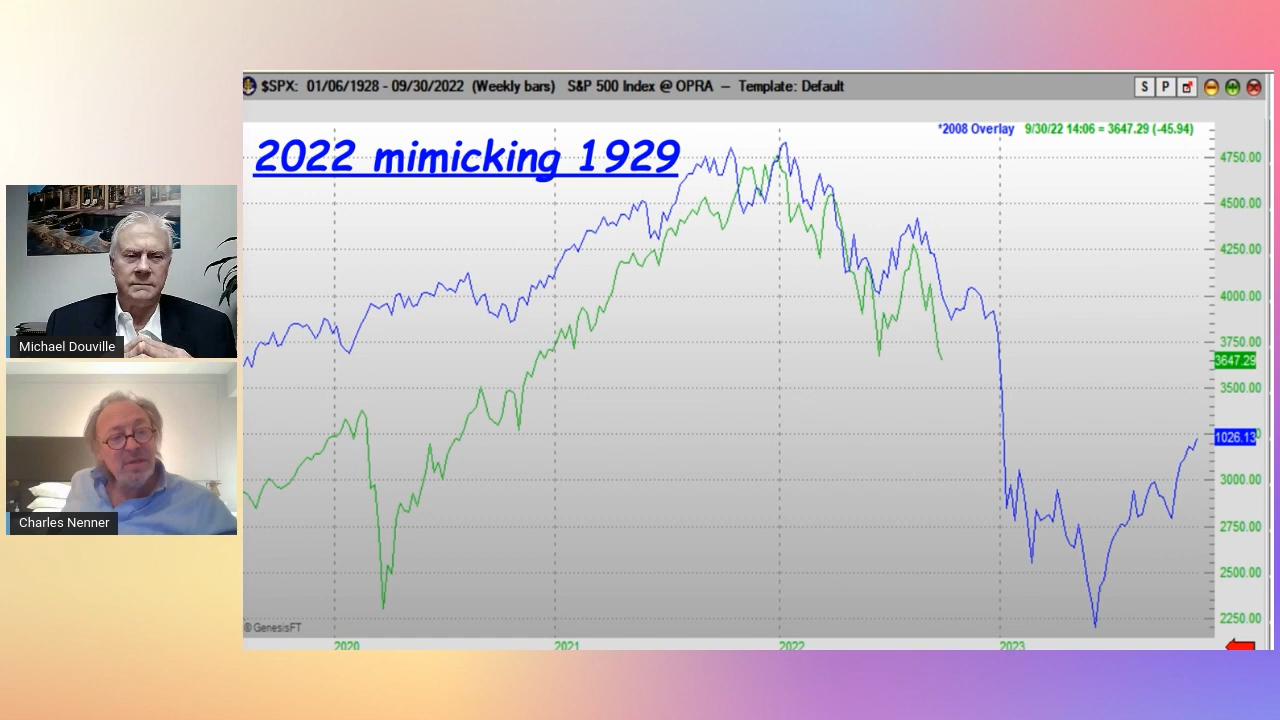 $SPX: 01/06/1928 - 09/30/2022 (Weekly bars) S&P 500 Index @ OPRA – Template: Default
S P
*2008 Overlay 9/30/22 14:06 = 3647.29 (-45.94)
2022 mimicking 1929
4750.00
4500.00
4250.00
4000.00
3750.00
3647.29
3500.00
1026.13
3000.00
2750.00
2500.00
2250.00
Michael Douville
Charles Nenner
© GenesisFT
2020 2021 2022 2023